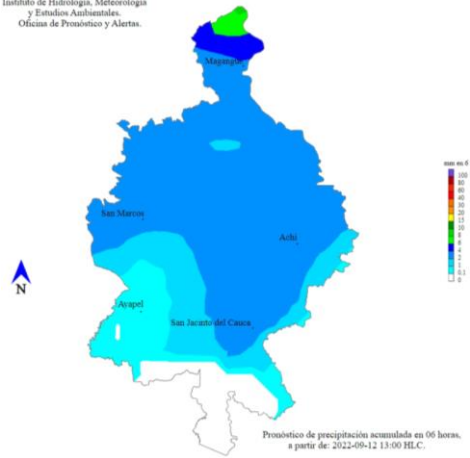 Instituto de Hidrología, Meteorología
y Estudios Ambientales.
Oficina de Pronóstico y Alertas.
Magangué
San Marcos
Achí
Ayapel
San Jacinto del Cauca
N
mm en 6
100
80
60
40
30
20
15
10
8
6
4
2
1
0.1
0
Pronóstico de precipitación acumulada en 06 horas,
a partir de: 2022-09-12 13:00 HLC.